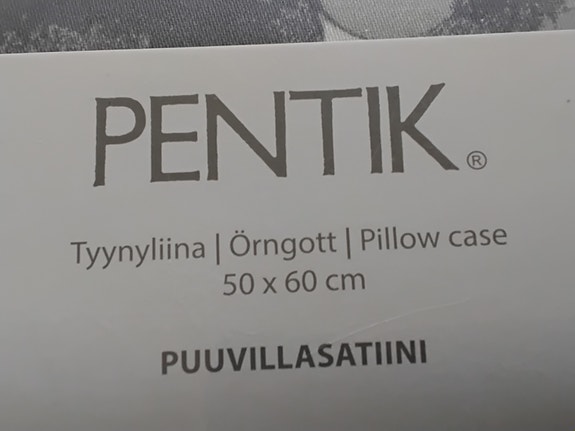 PENTIK®
Tyynyliina | Örngott | Pillow case
50 x 60 cm
PUUVILLASATIINI